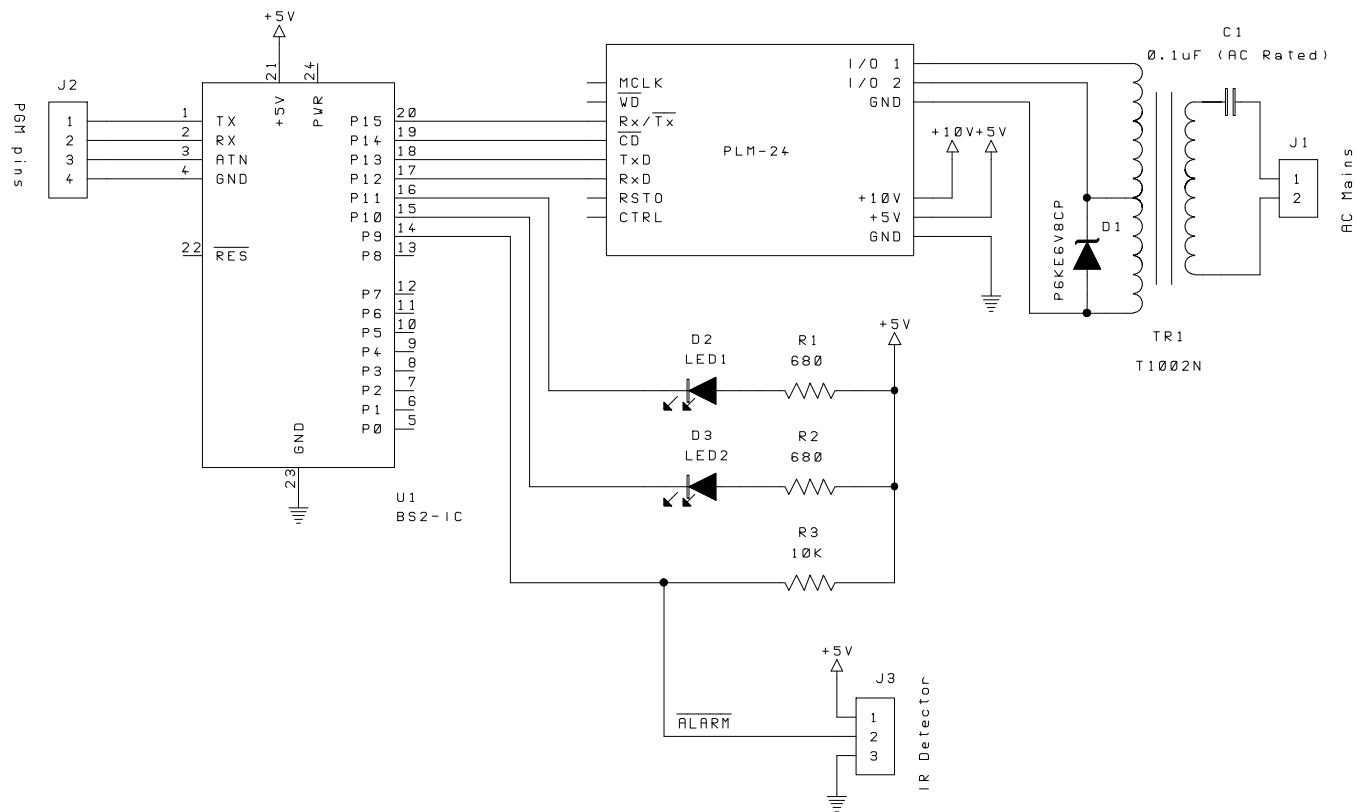 +5V
21
24
J2
PGM pins
1
2
3
4
1
2
3
4
TX
RX
ATN
GND
+5V
PWR
22
RES
P15
P14
P13
P12
P11
P10
P9
P8
P7
P6
P5
P4
P3
P2
P1
P0
20
19
18
17
16
15
14
13
12
11
10
9
8
7
6
5
GND
23
U1
BS2-IC
MCLK
WD
Rx/Tx
CD
TxD
RxD
RSTO
CTRL
PLM-24
I/O 1
I/O 2
GND
+10V
+5V
GND
+10V+5V
C1
0.1uF (AC Rated)
J1
1
2
AC Mains
D1
P6KE6V8CP
TR1
T1002N
+5V
D2
LED1
R1
680
D3
LED2
R2
680
R3
10K
+5V
J3
ALARM
1
2
3
IR Detector